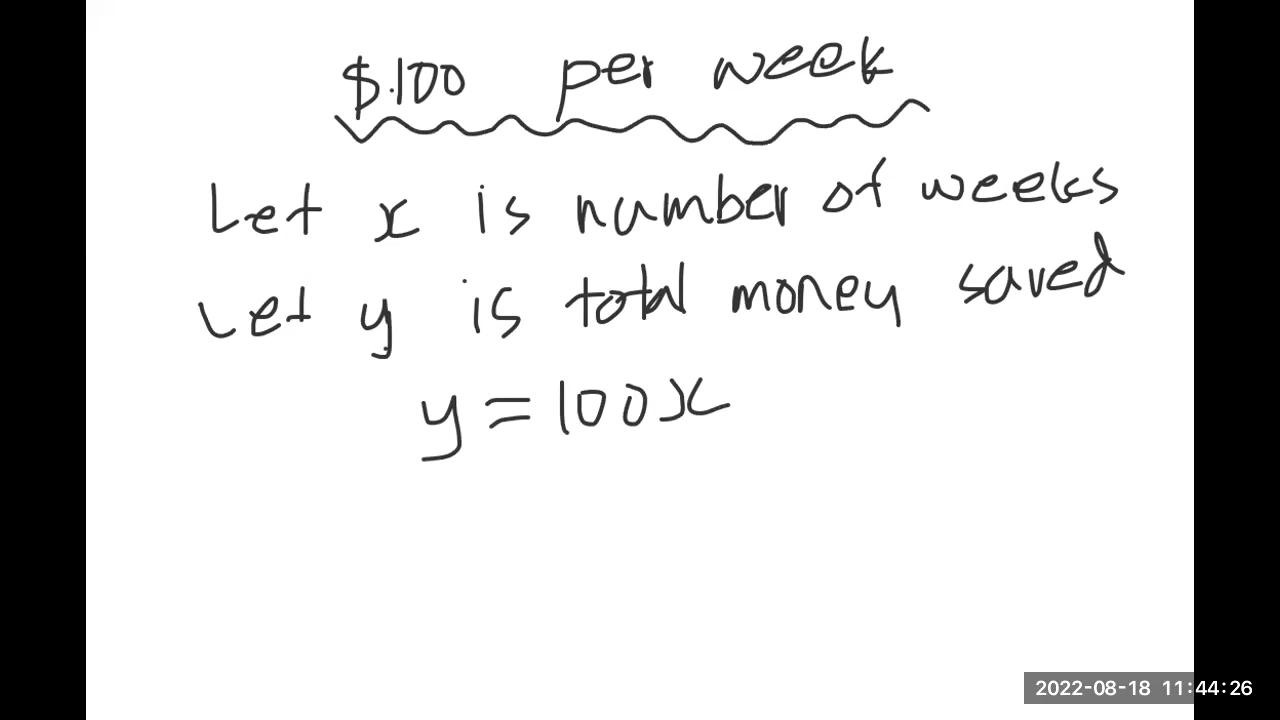 $100 per week
Let x is number of weeks
Let y is total money saved
y = 100x
2022-08-18 11:44:26